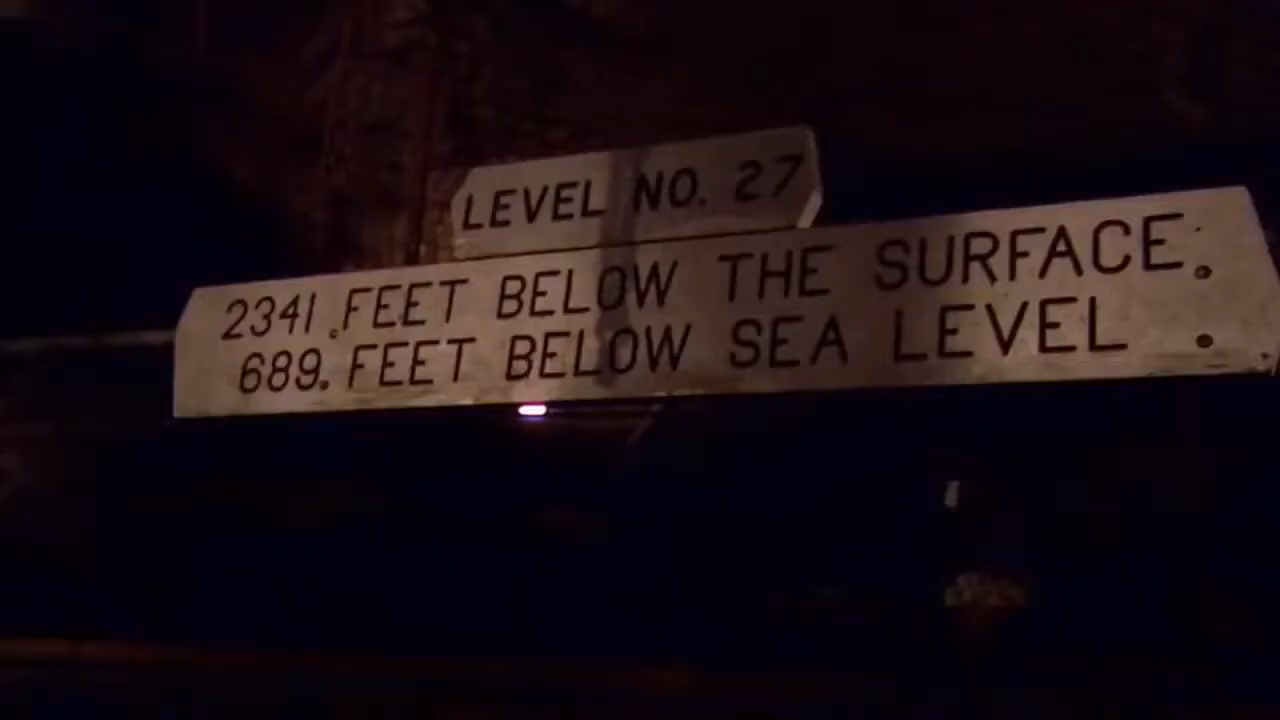 LEVEL NO. 27
2341.FEET BELOW THE SURFACE.
689. FEET BELOW SEA LEVEL .